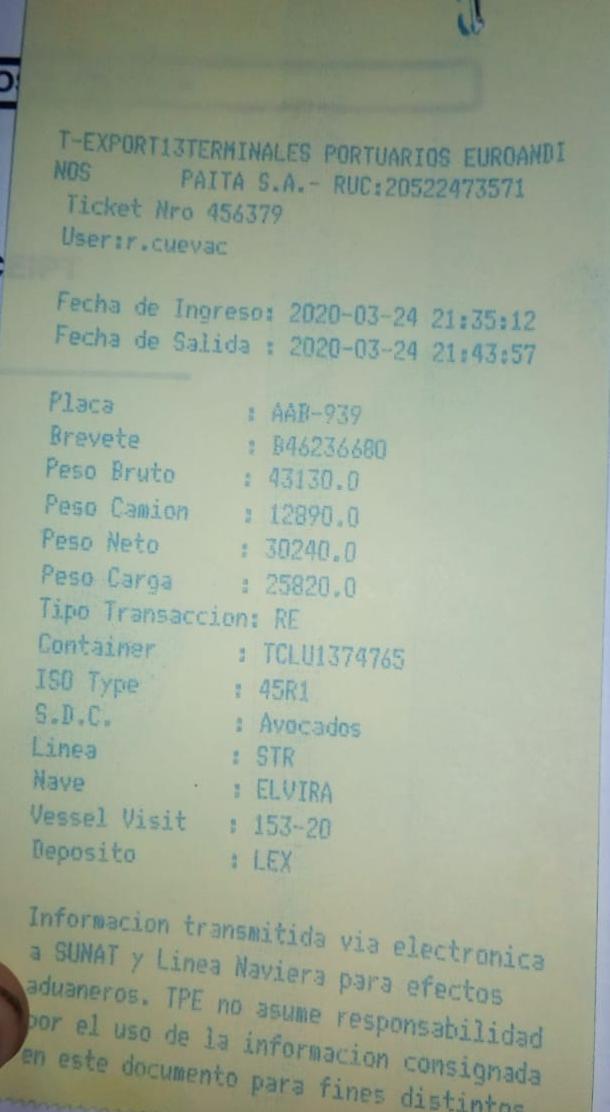 T-EXPORT13TERMINALES PORTUARIOS EUROANDI
NOS PAITA S.A.- RUC:20522473571
Ticket Nro 456379
User:r.cuevac
Fecha de Ingreso: 2020-03-24 21:35:12
Fecha de Salida : 2020-03-24 21:43:57
Placa : AAB-939
Brevete : B46236680
Peso Bruto : 43130.0
Peso Camion : 12890.0
Peso Neto : 30240.0
Peso Carga : 25820.0
Tipo Transaccion: RE
Container : TCLU1374765
ISO Type : 45R1
S.D.C. : Avocados
Linea : STR
Nave : ELVIRA
Vessel Visit : 153-20
Deposito : LEX
Informacion transmitida via electronica
a SUNAT y Linea Naviera para efectos
aduaneros. TPE no asume responsabilidad
por el uso de la informacion consignada
en este documento para fines distintos